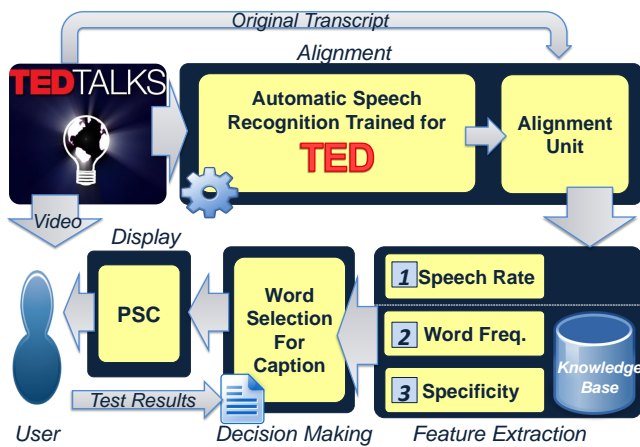 Original Transcript
Alignment
TEDTALKS
Automatic Speech
Recognition Trained for
TED
Alignment
Unit
Video
Display
PSC
Word
Selection
For
Caption
1 Speech Rate
2 Word Freq.
3 Specificity
Knowledge
Base
Test Results
User
Decision Making
Feature Extraction